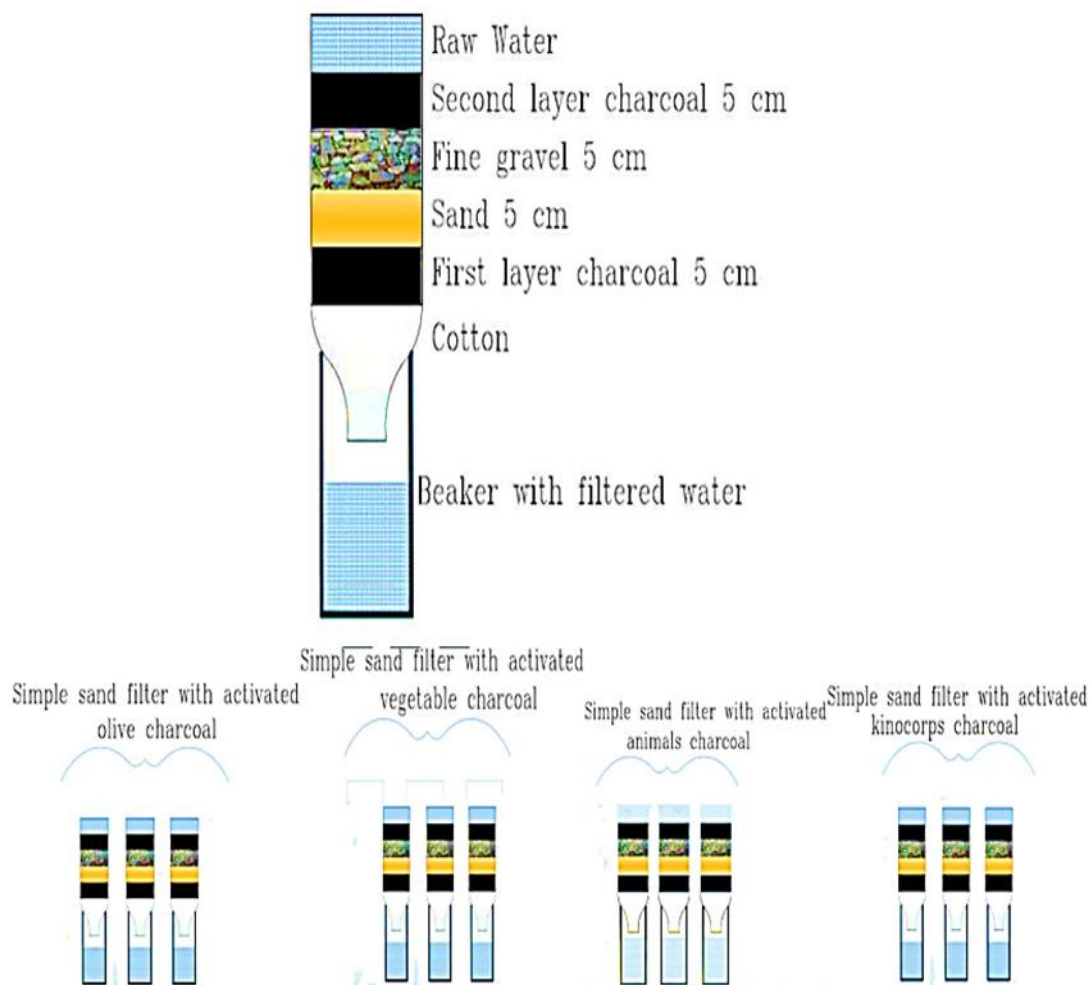 Raw Water
Second layer charcoal 5 cm
Fine gravel 5 cm
Sand 5 cm
First layer charcoal 5 cm
Cotton
Beaker with filtered water
Simple sand filter with activated
olive charcoal
Simple sand filter with activated
vegetable charcoal
Simple sand filter with activated
animals charcoal
Simple sand filter with activated
kinocorps charcoal